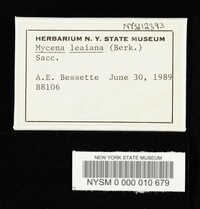 NYSf12393
HERBARIUM N. Y. STATE MUSEUM
Mycena leaiana (Berk.)
Sacc.
A.E. Bessette June 30, 1989
B8106
NEW YORK STATE MUSEUM
NYSM 0 000 010 679